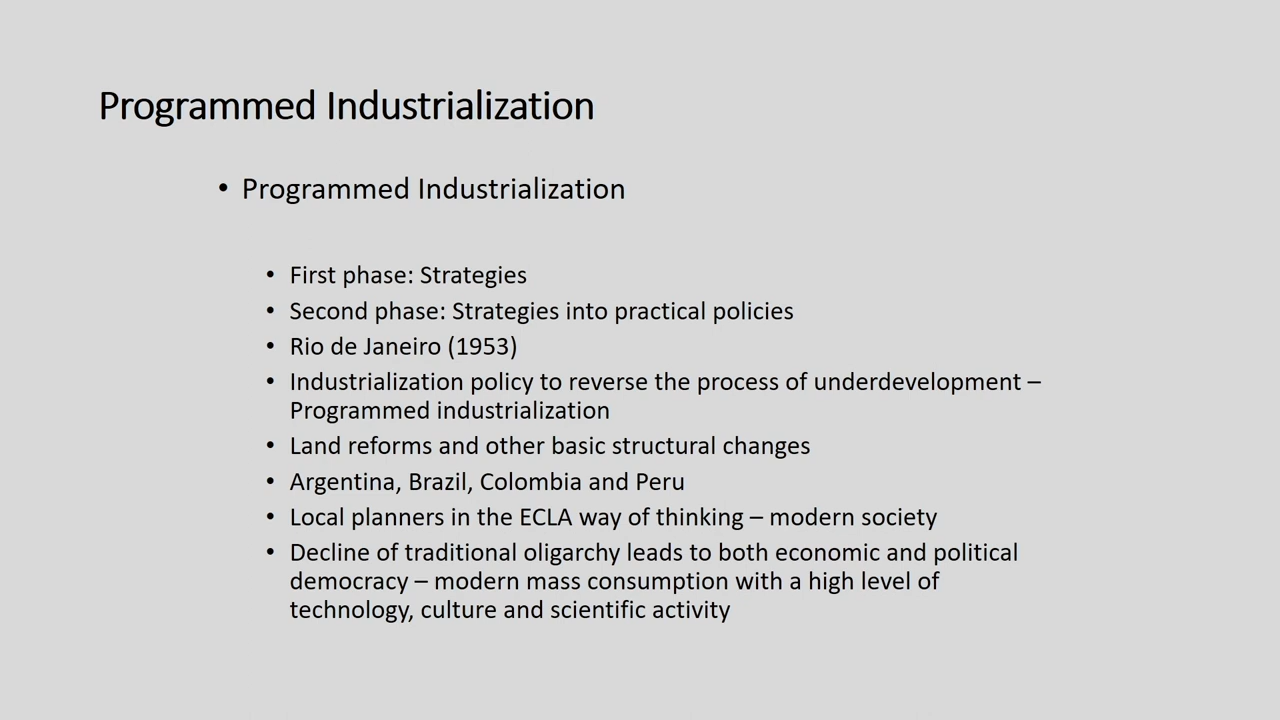 Programmed Industrialization
• Programmed Industrialization
• First phase: Strategies
• Second phase: Strategies into practical policies
• Rio de Janeiro (1953)
• Industrialization policy to reverse the process of underdevelopment –
Programmed industrialization
• Land reforms and other basic structural changes
• Argentina, Brazil, Colombia and Peru
• Local planners in the ECLA way of thinking – modern society
• Decline of traditional oligarchy leads to both economic and political
democracy – modern mass consumption with a high level of
technology, culture and scientific activity